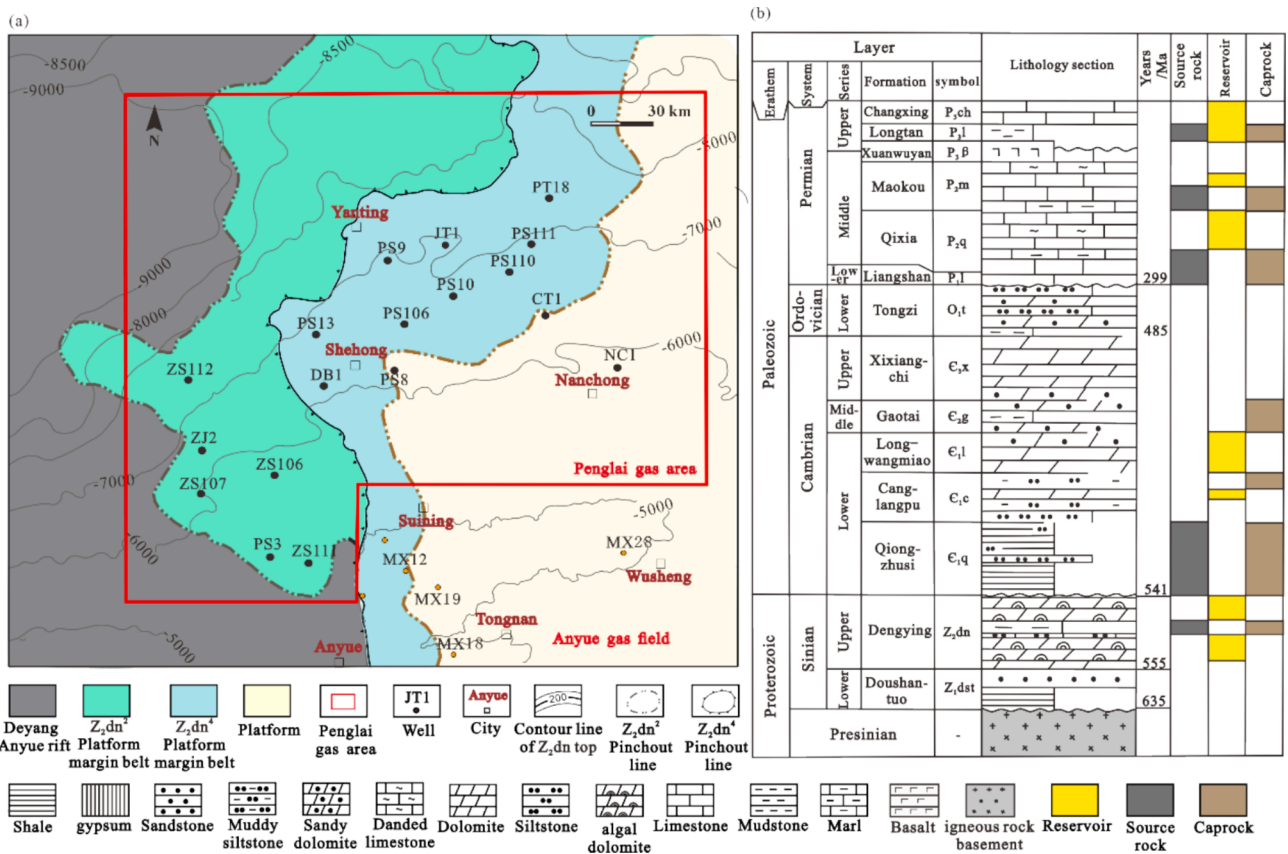 (a)
-8500
-9000
-8500
0 30 km
N
-8000
PT18
Yanting
PS9
JT1
PS111
-7000
PS110
-9000
PS10
CT1
-8000
PS13
PS106
Shehong
-6000
NC1
ZS112
DB1
PS8
Nanchong
ZJ2
ZS106
Penglai gas area
-7000
ZS107
Suining
-5000
-6000
MX28
PS3
ZS111
MX12
Wusheng
MX19
Tongnan
-5000
Anyue
MX18
Anyue gas field
Deyang
Anyue rift
Z₂dn²
Platform
margin belt
Z₂dn⁴
Platform
margin belt
Platform
Penglai
gas area
JT1
Well
Anyue
City
200
Contour line
of Z₂dn top
Z₂dn²
Pinchout
line
Z₂dn⁴
Pinchout
line
(b)
Layer
Erathem
System
Series
Formation
symbol
Lithology section
Years
/Ma
Source
rock
Reservoir
Caprock
Paleozoic
Permian
Upper
Changxing
P₃ch
Longtan
P₃l
Xuanwuyan
P₃β
Middle
Maokou
P₂m
Qixia
P₂q
Low
-er
Liangshan
P₁l
299
Ordo-
vician
Lower
Tongzi
O₁t
485
Cambrian
Upper
Xixiang-
chi
Є₃x
Mid-
dle
Gaotai
Є₂g
Lower
Long-
wangmiao
Є₁l
Cang-
langpu
Є₁c
Qiong-
zhusi
Є₁q
541
Proterozoic
Sinian
Upper
Dengying
Z₂dn
555
Lower
Doushan-
tuo
Z₁dst
635
Presinian
-
Shale
gypsum
Sandstone
Muddy
siltstone
Sandy
dolomite
Danded
limestone
Dolomite
Siltstone
algal
dolomite
Limestone
Mudstone
Marl
Basalt
igneous rock
basement
Reservoir
Source
rock
Caprock